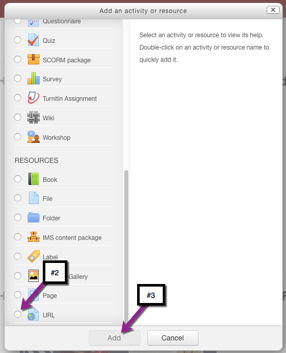 Add an activity or resource
Questionnaire
Quiz
SCORM package
Survey
Turnitin Assignment
Wiki
Workshop
RESOURCES
Book
File
Folder
IMS content package
Label
Gallery
Page
URL
Select an activity or resource to view its help.
Double-click on an activity or resource name to
quickly add it.
#2
#3
Add
Cancel